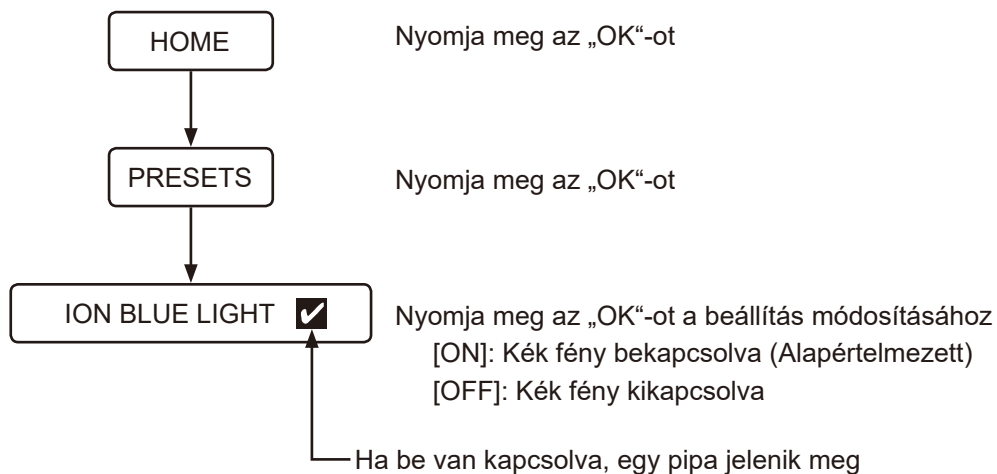 HOME
Nyomja meg az „OK“-ot
PRESETS
Nyomja meg az „OK“-ot
ION BLUE LIGHT ✔
Nyomja meg az „OK“-ot a beállítás módosításához
[ON]: Kék fény bekapcsolva (Alapértelmezett)
[OFF]: Kék fény kikapcsolva
Ha be van kapcsolva, egy pipa jelenik meg